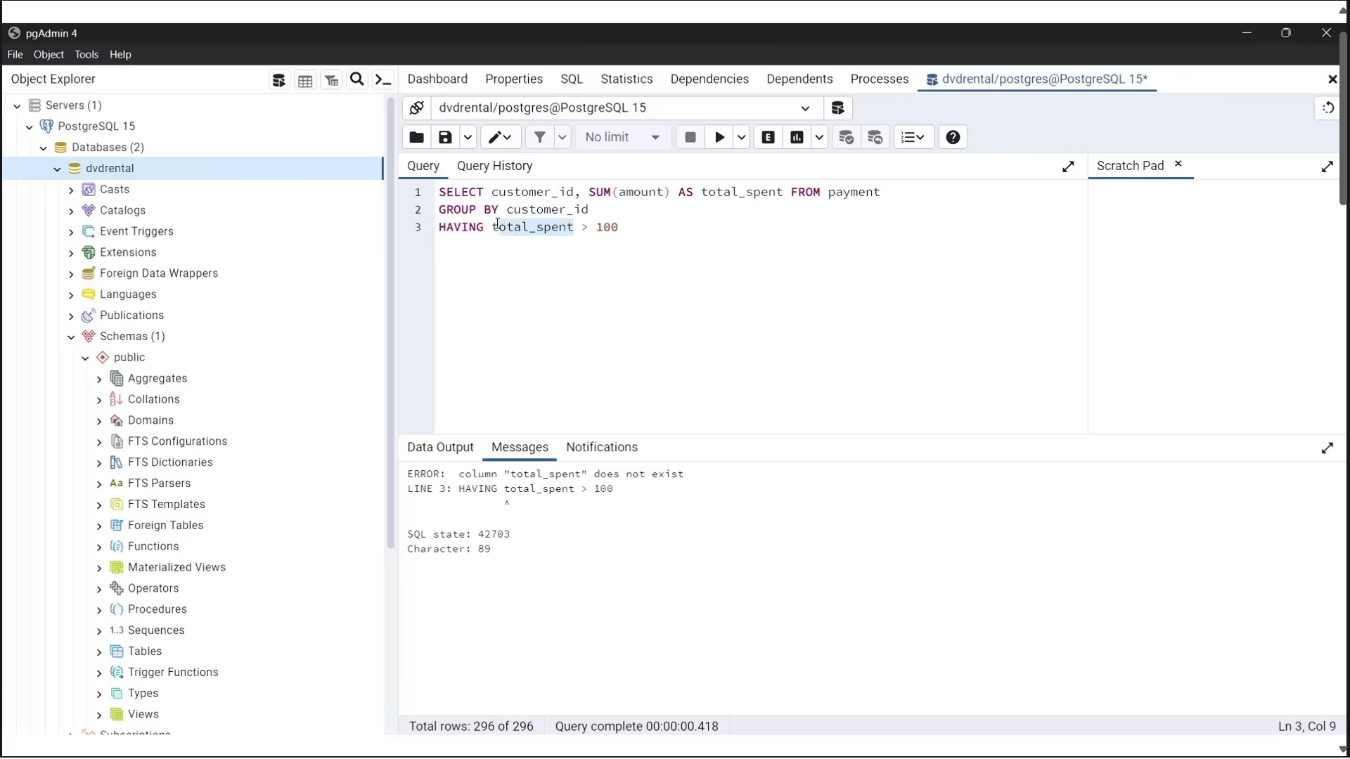 pgAdmin 4
File Object Tools Help
Object Explorer
Dashboard Properties SQL Statistics Dependencies Dependents Processes dvdrental/postgres@PostgreSQL 15*
Servers (1)
PostgreSQL 15
Databases (2)
dvdrental
Casts
Catalogs
Event Triggers
Extensions
Foreign Data Wrappers
Languages
Publications
Schemas (1)
public
Aggregates
Collations
Domains
FTS Configurations
FTS Dictionaries
Aa FTS Parsers
FTS Templates
Foreign Tables
Functions
Materialized Views
Operators
Procedures
1..3 Sequences
Tables
Trigger Functions
Types
Views
Subscriptions
dvdrental/postgres@PostgreSQL 15
No limit
E
Query Query History
Scratch Pad
1 SELECT customer_id, SUM(amount) AS total_spent FROM payment
2 GROUP BY customer_id
3 HAVING total_spent > 100
Data Output Messages Notifications
ERROR: column "total_spent" does not exist
LINE 3: HAVING total_spent > 100
^
SQL state: 42703
Character: 89
Total rows: 296 of 296 Query complete 00:00:00.418 Ln 3, Col 9